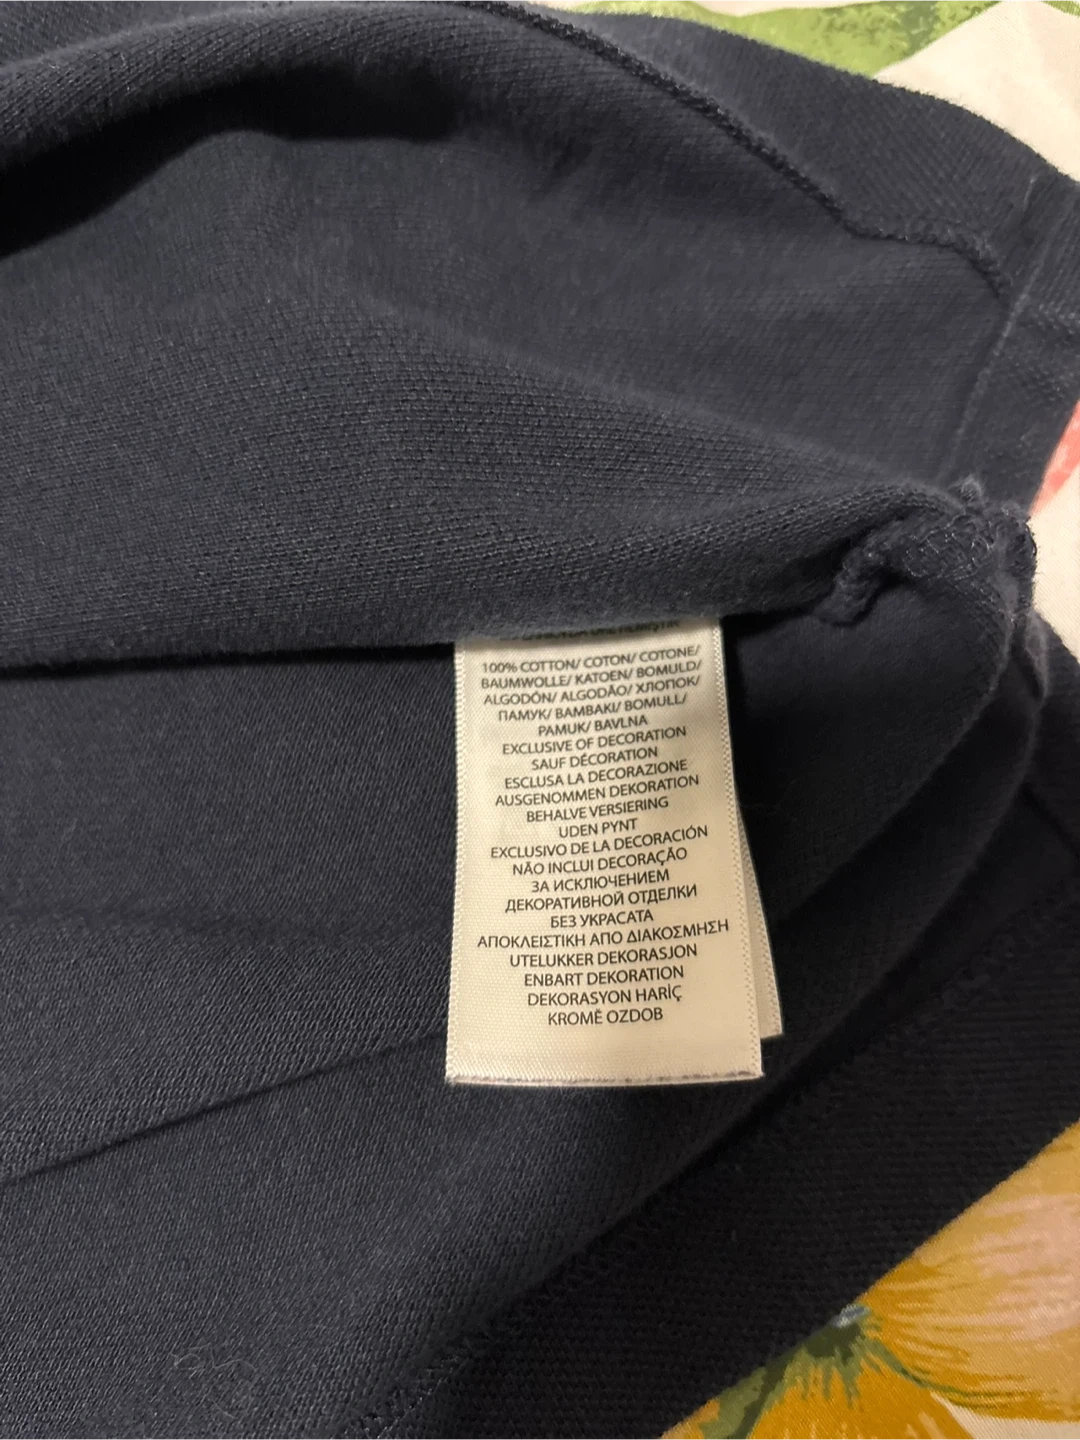 100% COTTON/ COTON/ COTONE/
BAUMWOLLE/ KATOEN/ BOMULD/
ALGODÓN/ ALGODÃO/ ХЛОПОК/
ПАМУК/ BAMBAKI/ BOMULL/
PAMUK/ BAVLNA
EXCLUSIVE OF DECORATION
SAUF DÉCORATION
ESCLUSA LA DECORAZIONE
AUSGENOMMEN DEKORATION
BEHALVE VERSIERING
UDEN PYNT
EXCLUSIVO DE LA DECORACIÓN
NÃO INCLUI DECORAÇÃO
ЗА ИСКЛЮЧЕНИЕМ
ДЕКОРАТИВНОЙ ОТДЕЛКИ
БЕЗ УКРАСАТА
ΑΠΟΚΛΕΙΣΤΙΚΗ ΑΠΟ ΔΙΑΚΟΣΜΗΣΗ
UTELUKKER DEKORASJON
ENBART DEKORATION
DEKORASYON HARİÇ
KROMĚ OZDOB